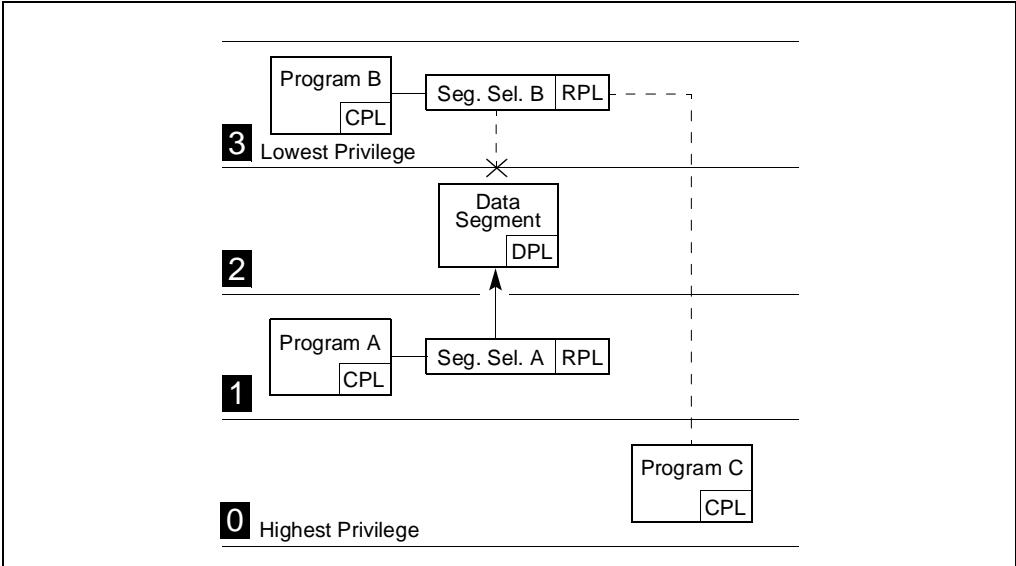 Program B
CPL
Seg. Sel. B RPL
3 Lowest Privilege
Data
Segment
DPL
2
Program A
CPL
Seg. Sel. A RPL
1
Program C
CPL
0 Highest Privilege